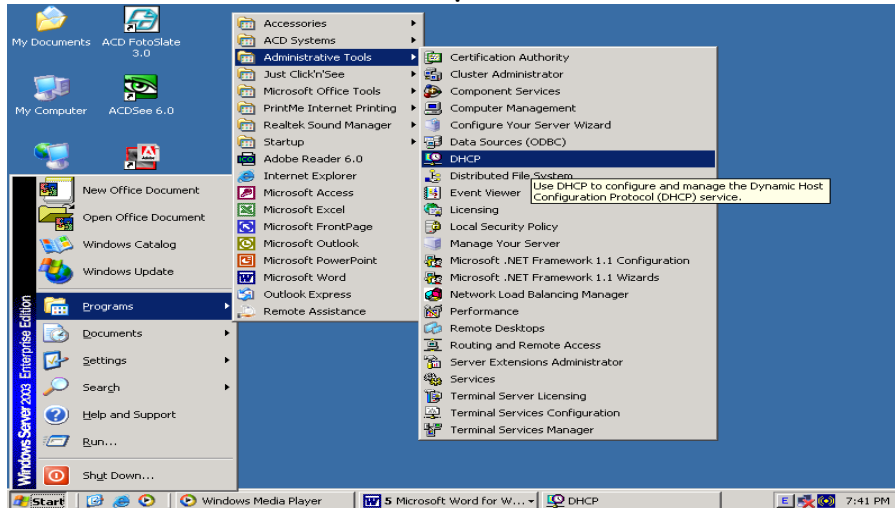 My Documents
ACD FotoSlate
3.0
My Computer
ACDSee 6.0
New Office Document
Open Office Document
Windows Catalog
Windows Update
Programs
Documents
Settings
Search
Help and Support
Run...
Shut Down...
Windows Server 2003 Enterprise Edition
Accessories
ACD Systems
Administrative Tools
Just Click'n'See
Microsoft Office Tools
PrintMe Internet Printing
Realtek Sound Manager
Startup
Adobe Reader 6.0
Internet Explorer
Microsoft Access
Microsoft Excel
Microsoft FrontPage
Microsoft Outlook
Microsoft PowerPoint
Microsoft Word
Outlook Express
Remote Assistance
Certification Authority
Cluster Administrator
Component Services
Computer Management
Configure Your Server Wizard
Data Sources (ODBC)
DHCP
Distributed File System
Use DHCP to configure and manage the Dynamic Host
Configuration Protocol (DHCP) service.
Event Viewer
Licensing
Local Security Policy
Manage Your Server
Microsoft .NET Framework 1.1 Configuration
Microsoft .NET Framework 1.1 Wizards
Network Load Balancing Manager
Performance
Remote Desktops
Routing and Remote Access
Server Extensions Administrator
Services
Terminal Server Licensing
Terminal Services Configuration
Terminal Services Manager
Start
Windows Media Player
5 Microsoft Word for W...
DHCP
E
7:41 PM